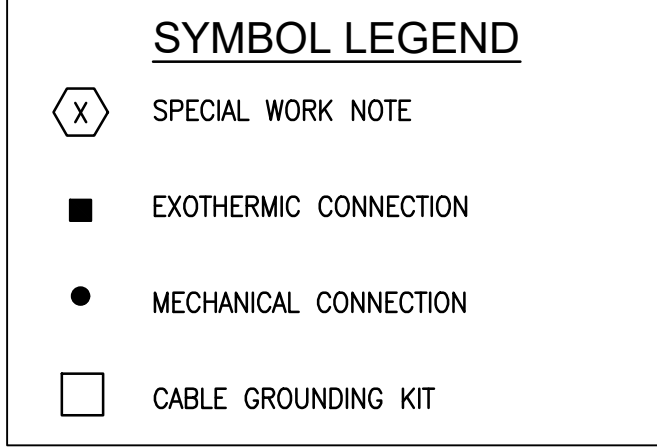 SYMBOL LEGEND
X SPECIAL WORK NOTE
EXOTHERMIC CONNECTION
MECHANICAL CONNECTION
CABLE GROUNDING KIT